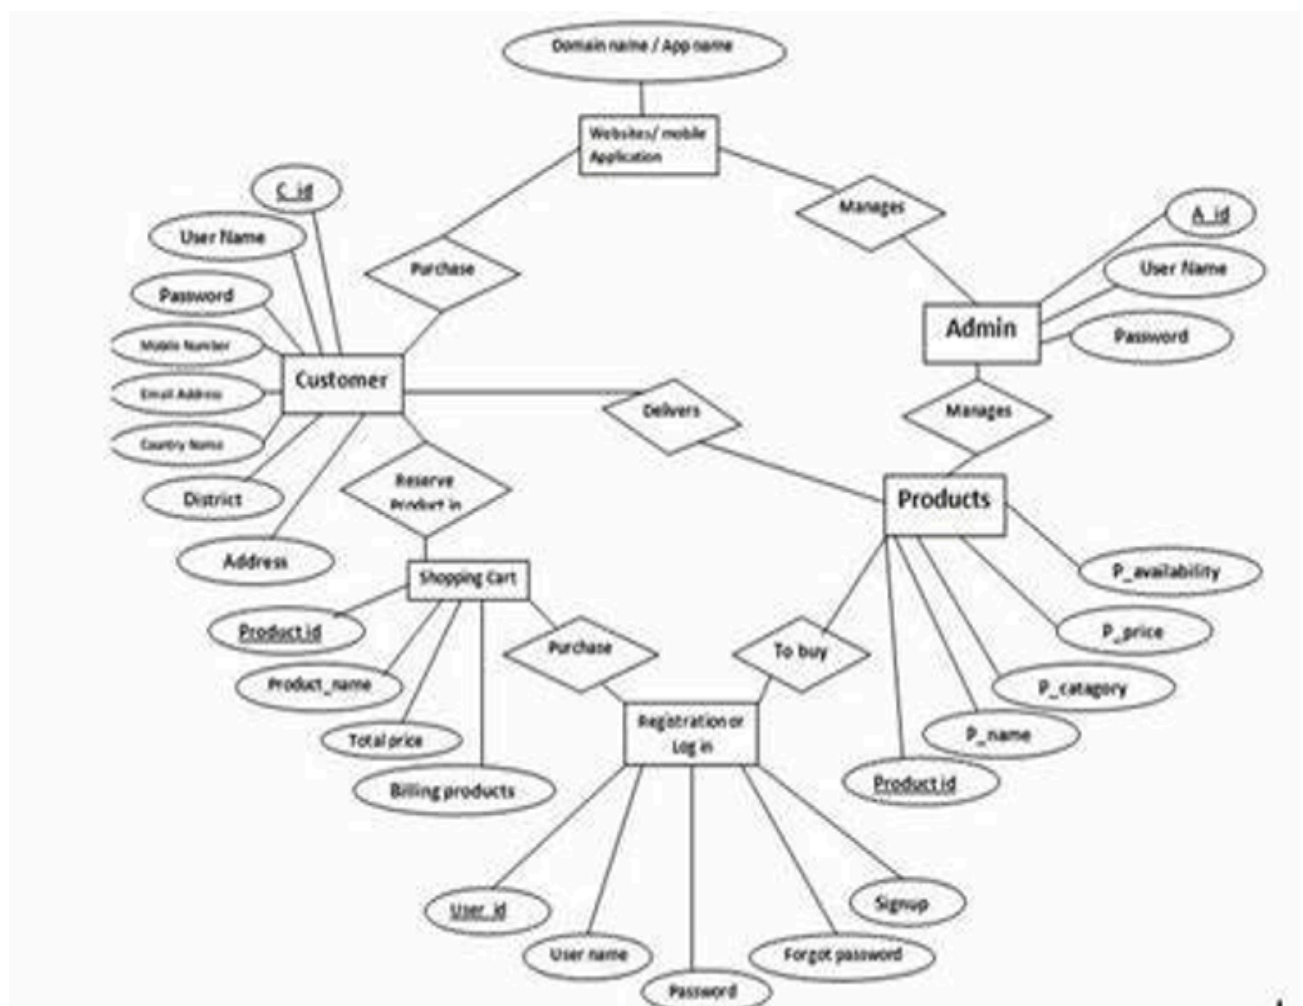 Domain name / App name
Websites/ mobile
Application
C_id
Manages
A_id
User Name
User Name
Purchase
Password
Admin
Password
Mobile Number
Customer
Delivers
Manages
Email Address
Country Name
Reserve
Product in
District
Products
Address
Shopping Cart
P_availability
Product id
Purchase
To buy
P_price
Product_name
P_catagory
Total price
Registration or
Log in
P_name
Billing products
Product id
User_id
Signup
User name
Forgot password
Password